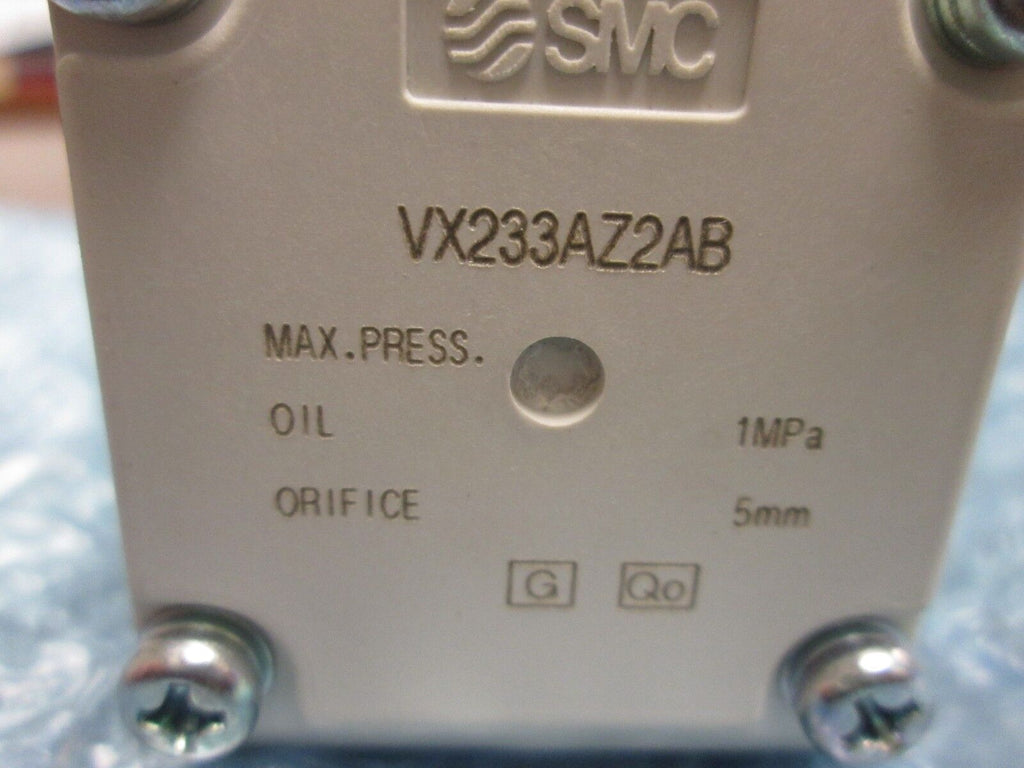 SMC
VX233AZ2AB
MAX.PRESS.
OIL 1MPa
ORIFICE 5mm
G Qo